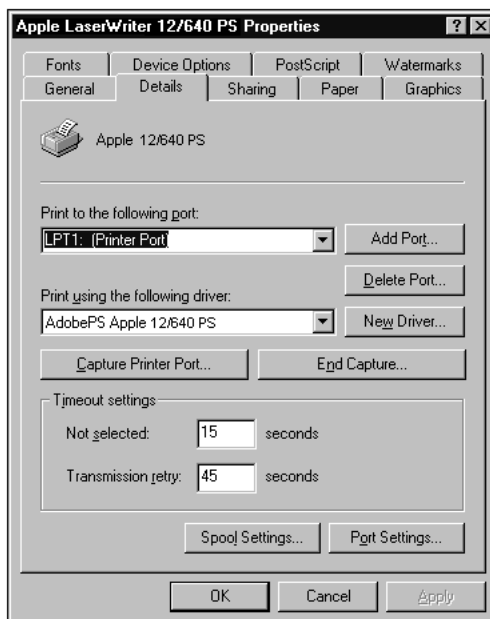 Apple LaserWriter 12/640 PS Properties
Fonts Device Options PostScript Watermarks
General Details Sharing Paper Graphics
Apple 12/640 PS
Print to the following port:
LPT1: (Printer Port) Add Port...
Delete Port...
Print using the following driver:
AdobePS Apple 12/640 PS New Driver...
Capture Printer Port... End Capture...
Timeout settings
Not selected: 15 seconds
Transmission retry: 45 seconds
Spool Settings... Port Settings...
OK Cancel Apply